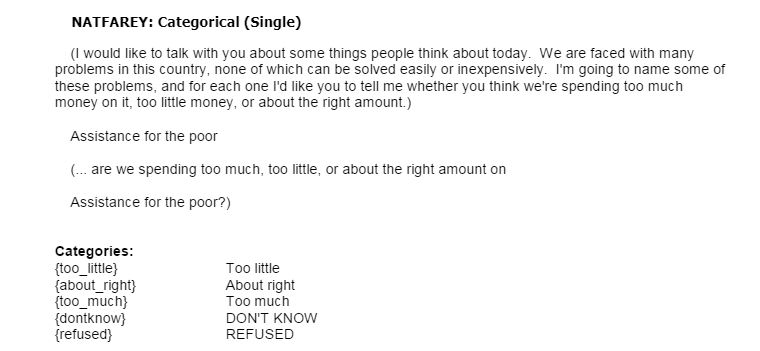 NATFAREY: Categorical (Single)
(I would like to talk with you about some things people think about today.  We are faced with many
problems in this country, none of which can be solved easily or inexpensively.  I'm going to name some of
these problems, and for each one I'd like you to tell me whether you think we're spending too much
money on it, too little money, or about the right amount.)
Assistance for the poor
(... are we spending too much, too little, or about the right amount on
Assistance for the poor?)
Categories:
{too_little} Too little
{about_right} About right
{too_much} Too much
{dontknow} DON'T KNOW
{refused} REFUSED